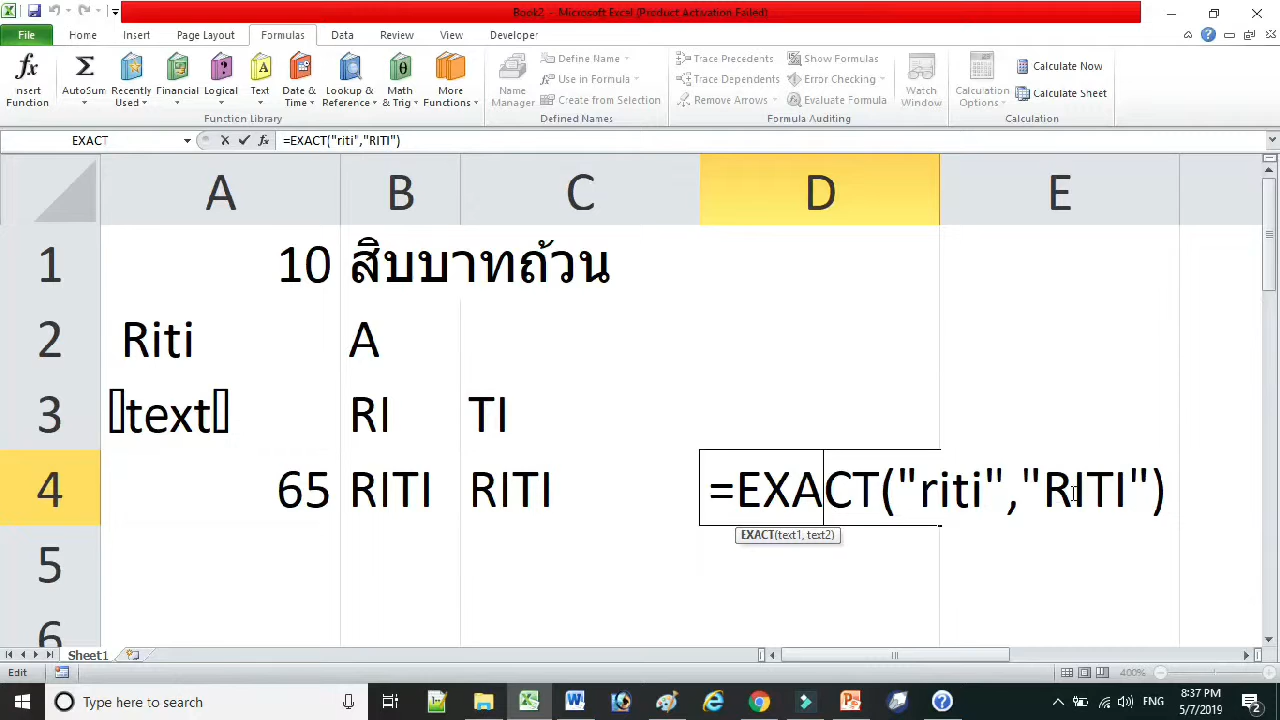 Book2 - Microsoft Excel (Product Activation Failed)
File Home Insert Page Layout Formulas Data Review View Developer
Insert Function
AutoSum
Recently Used
Financial
Logical
Text
Date & Time
Lookup & Reference
Math & Trig
More Functions
Function Library
Name Manager
Define Name
Use in Formula
Create from Selection
Defined Names
Trace Precedents
Trace Dependents
Remove Arrows
Show Formulas
Error Checking
Evaluate Formula
Formula Auditing
Watch Window
Calculation Options
Calculate Now
Calculate Sheet
Calculation
EXACT =EXACT("riti","RITI")
A B C D E
1 10 สิบบาทถ้วน
2 Riti A
3 text RI TI
4 65 RITI RITI =EXACT("riti","RITI")
EXACT(text1, text2)
5
6
Sheet1
Edit 400%
Type here to search
ENG
8:37 PM
5/7/2019
2